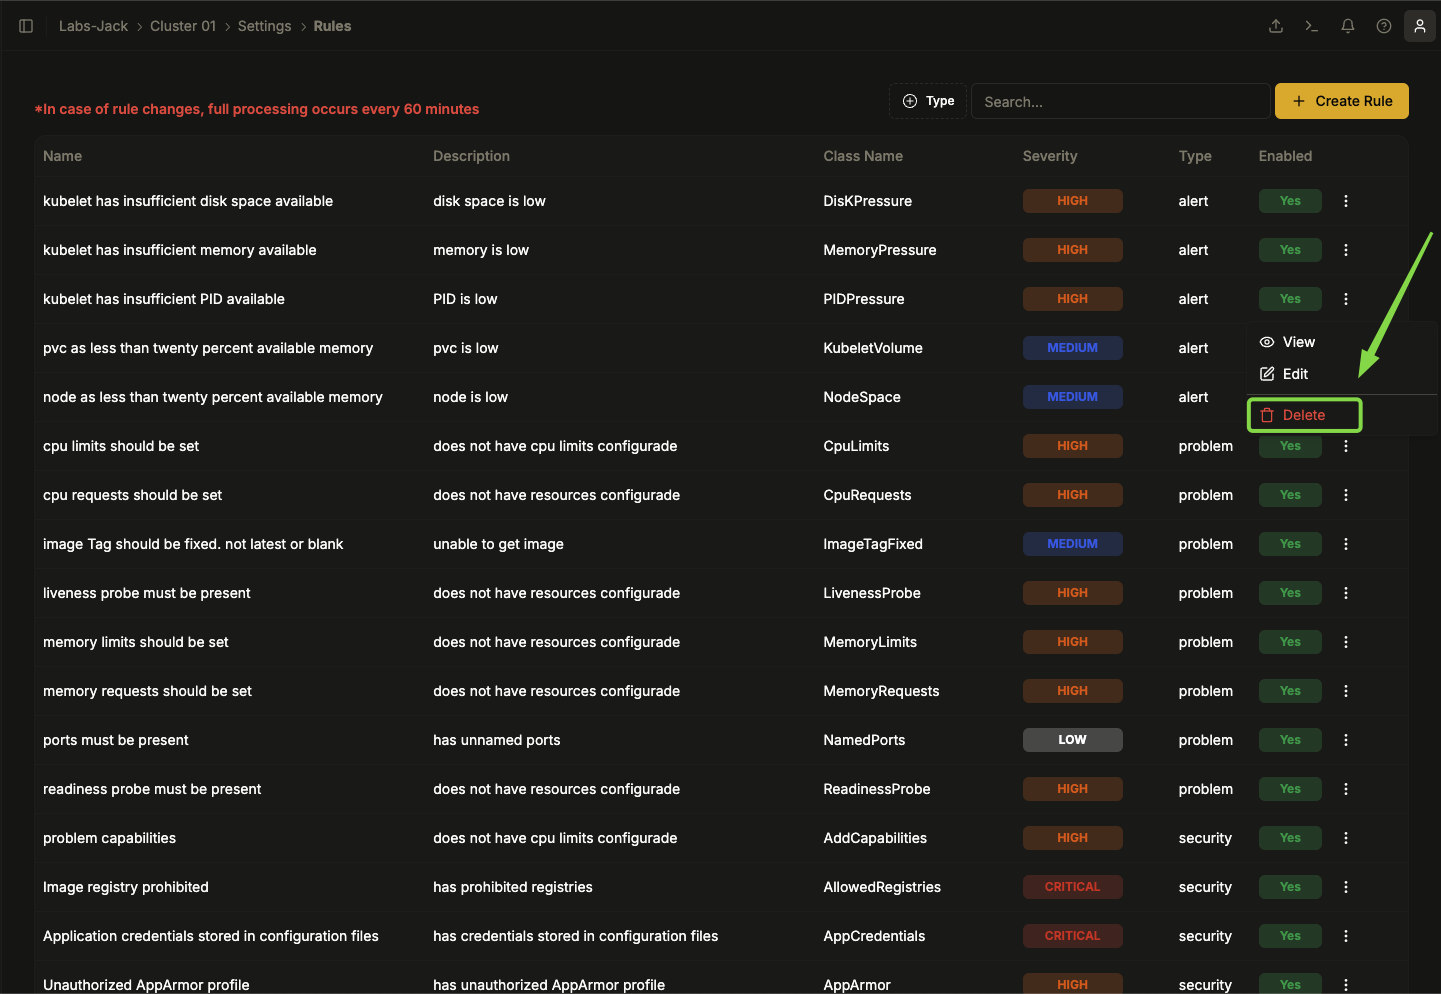 Labs-Jack > Cluster 01 > Settings > Rules
*In case of rule changes, full processing occurs every 60 minutes
Type
Search...
+ Create Rule
Name Description Class Name Severity Type Enabled
kubelet has insufficient disk space available disk space is low DisKPressure HIGH alert Yes
kubelet has insufficient memory available memory is low MemoryPressure HIGH alert Yes
kubelet has insufficient PID available PID is low PIDPressure HIGH alert Yes
pvc as less than twenty percent available memory pvc is low KubeletVolume MEDIUM alert
View
Edit
node as less than twenty percent available memory node is low NodeSpace MEDIUM alert
Delete
cpu limits should be set does not have cpu limits configurade CpuLimits HIGH problem Yes
cpu requests should be set does not have resources configurade CpuRequests HIGH problem Yes
image Tag should be fixed. not latest or blank unable to get image ImageTagFixed MEDIUM problem Yes
liveness probe must be present does not have resources configurade LivenessProbe HIGH problem Yes
memory limits should be set does not have resources configurade MemoryLimits HIGH problem Yes
memory requests should be set does not have resources configurade MemoryRequests HIGH problem Yes
ports must be present has unnamed ports NamedPorts LOW problem Yes
readiness probe must be present does not have resources configurade ReadinessProbe HIGH problem Yes
problem capabilities does not have cpu limits configurade AddCapabilities HIGH security Yes
Image registry prohibited has prohibited registries AllowedRegistries CRITICAL security Yes
Application credentials stored in configuration files has credentials stored in configuration files AppCredentials CRITICAL security Yes
Unauthorized AppArmor profile has unauthorized AppArmor profile AppArmor HIGH security Yes